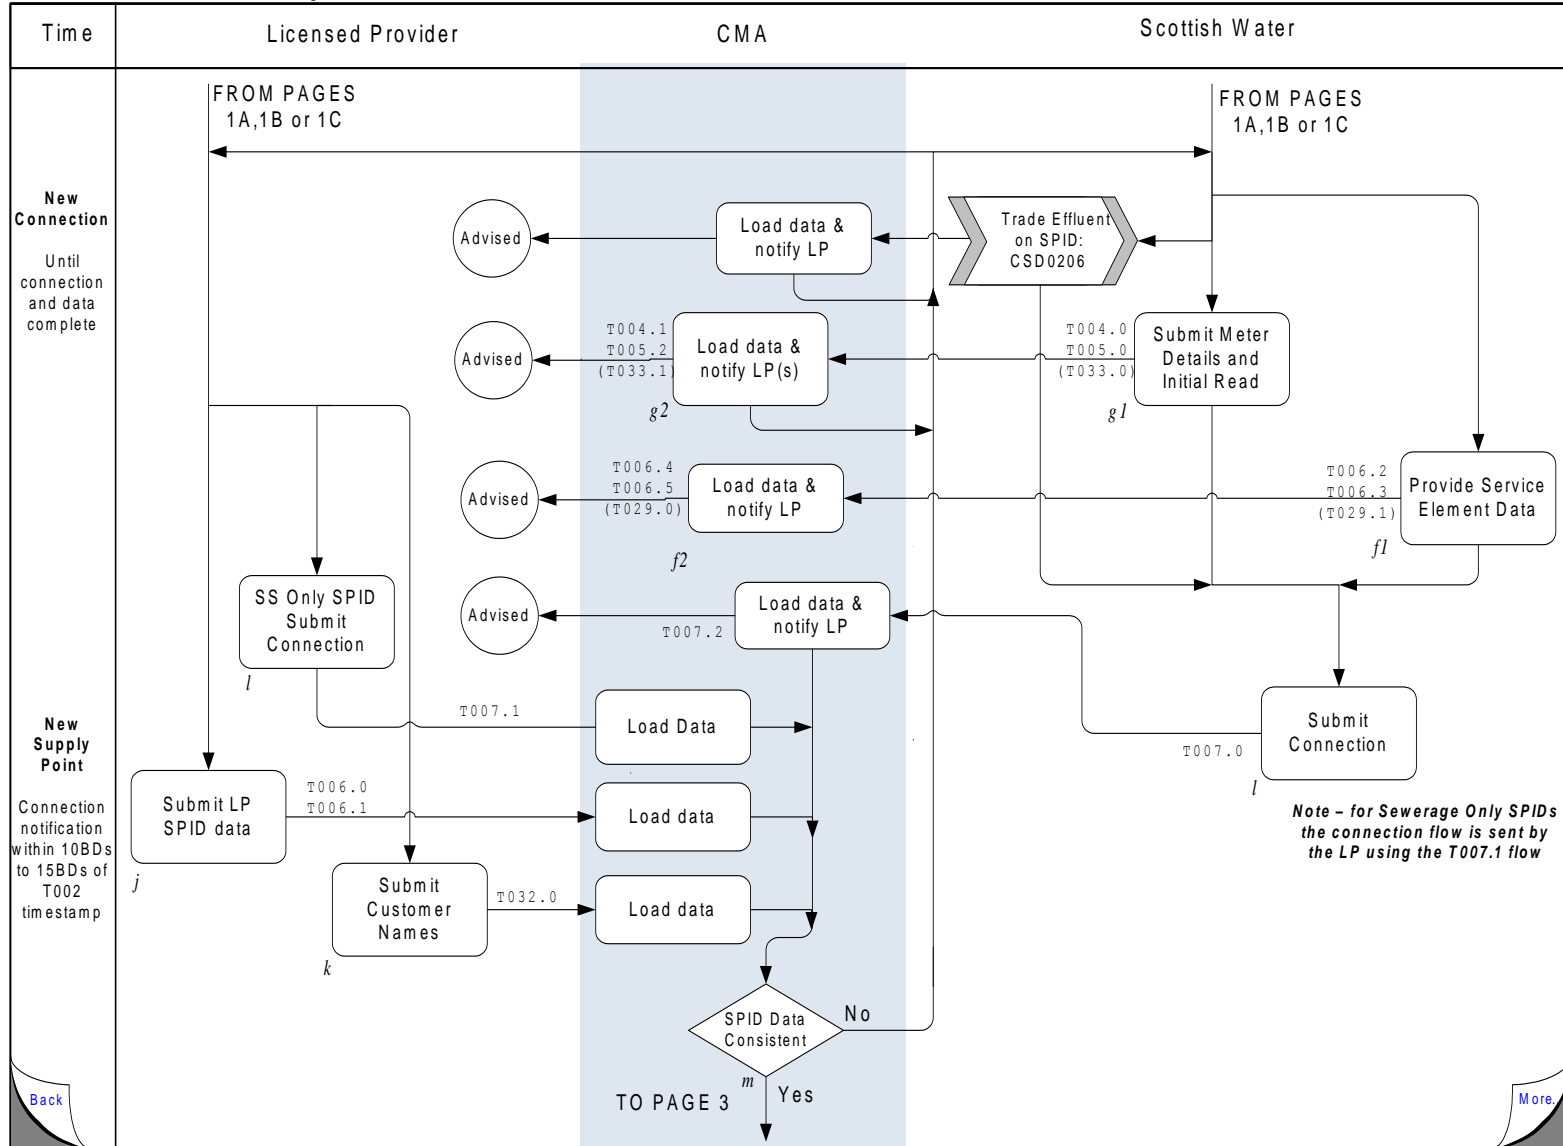 Time
Licensed Provider
CMA
Scottish Water
FROM PAGES
1A,1B or 1C
FROM PAGES
1A,1B or 1C
New
Connection
Until
connection
and data
complete
Advised
Load data &
notify LP
Trade Effluent
on SPID:
CSD0206
Advised
T004.1
T005.2
(T033.1)
Load data &
notify LP(s)
g2
T004.0
T005.0
(T033.0)
Submit Meter
Details and
Initial Read
g1
Advised
T006.4
T006.5
(T029.0)
Load data &
notify LP
f2
T006.2
T006.3
(T029.1)
Provide Service
Element Data
f1
SS Only SPID
Submit
Connection
l
Advised
T007.2
Load data &
notify LP
T007.1
Load Data
T007.0
Submit
Connection
l
New
Supply
Point
Connection
notification
within 10BDs
to 15BDs of
T002
timestamp
Submit LP
SPID data
j
T006.0
T006.1
Load data
Note – for Sewerage Only SPIDs
the connection flow is sent by
the LP using the T007.1 flow
Submit
Customer
Names
k
T032.0
Load data
SPID Data
Consistent
m
No
Yes
TO PAGE 3
Back
More.